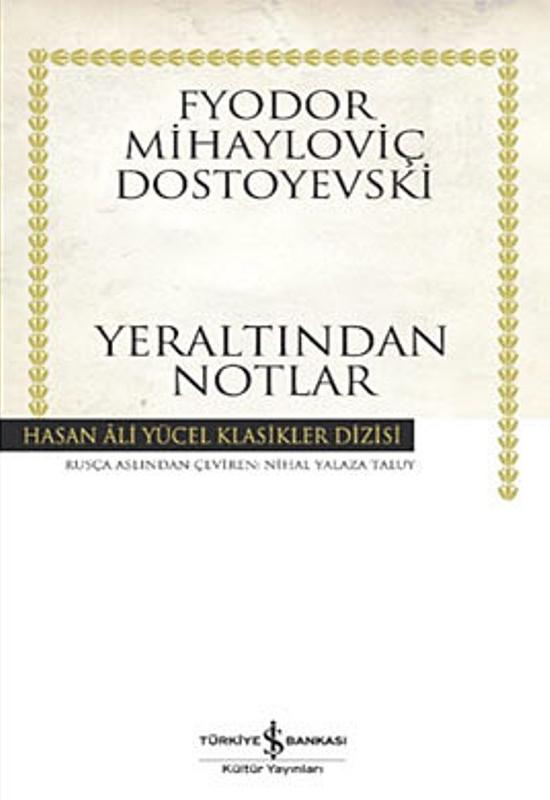 FYODOR
MİHAYLOVİÇ
DOSTOYEVSKİ
YERALTINDAN
NOTLAR
HASAN ÂLİ YÜCEL KLASİKLER DİZİSİ
RUSÇA ASLINDAN ÇEVİREN: NİHAL YALAZA TALUY
TÜRKİYE İŞ BANKASI
Kültür Yayınları